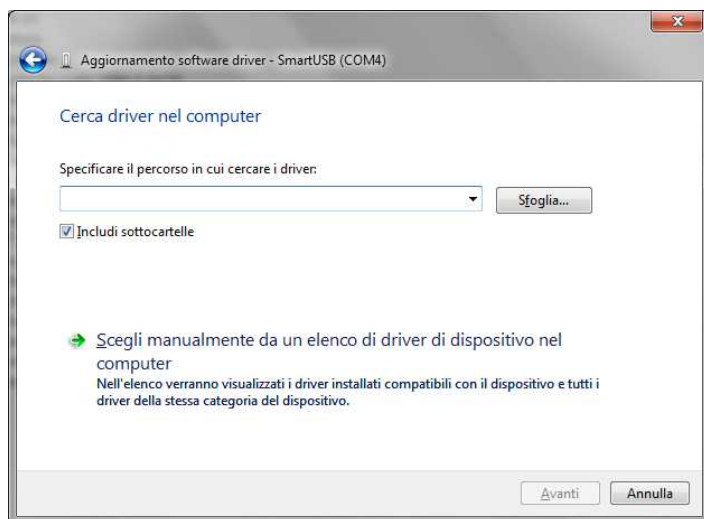 Aggiornamento software driver - SmartUSB (COM4)
Cerca driver nel computer
Specificare il percorso in cui cercare i driver:
Sfoglia...
Includi sottocartelle
Scegli manualmente da un elenco di driver di dispositivo nel
computer
Nell'elenco verranno visualizzati i driver installati compatibili con il dispositivo e tutti i
driver della stessa categoria del dispositivo.
Avanti
Annulla